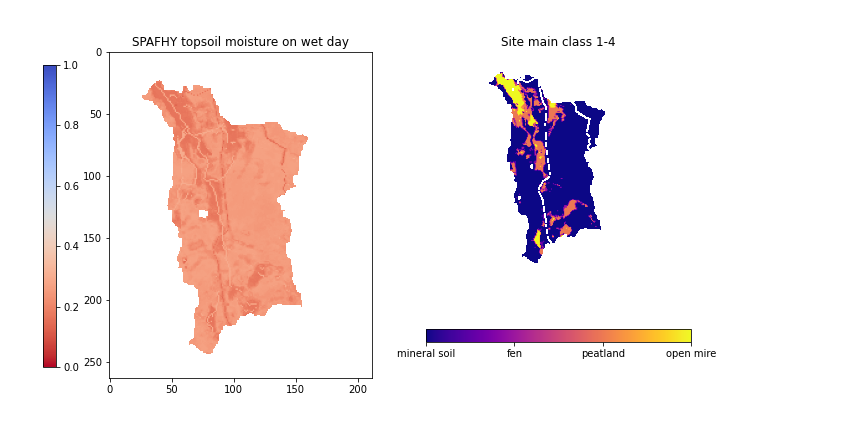 SPAFHY topsoil moisture on wet day
Site main class 1-4
1.0
0.8
0.6
0.4
0.2
0.0
0
50
100
150
200
250
0
50
100
150
200
mineral soil
fen
peatland
open mire